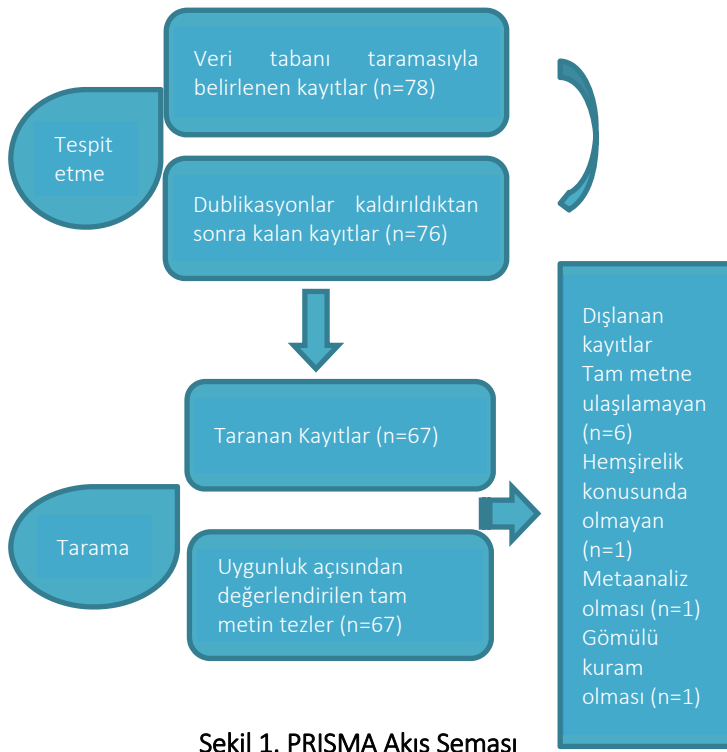 Veri tabanı taramasıyla
belirlenen kayıtlar (n=78)
Tespit
etme
Dublikasyonlar kaldırıldıktan
sonra kalan kayıtlar (n=76)
Taranan Kayıtlar (n=67)
Tarama
Uygunluk açısından
değerlendirilen tam
metin tezler (n=67)
Dışlanan
kayıtlar
Tam metne
ulaşılamayan
(n=6)
Hemşirelik
konusunda
olmayan
(n=1)
Metaanaliz
olması (n=1)
Gömülü
kuram
olması (n=1)
Şekil 1. PRISMA Akış Şeması